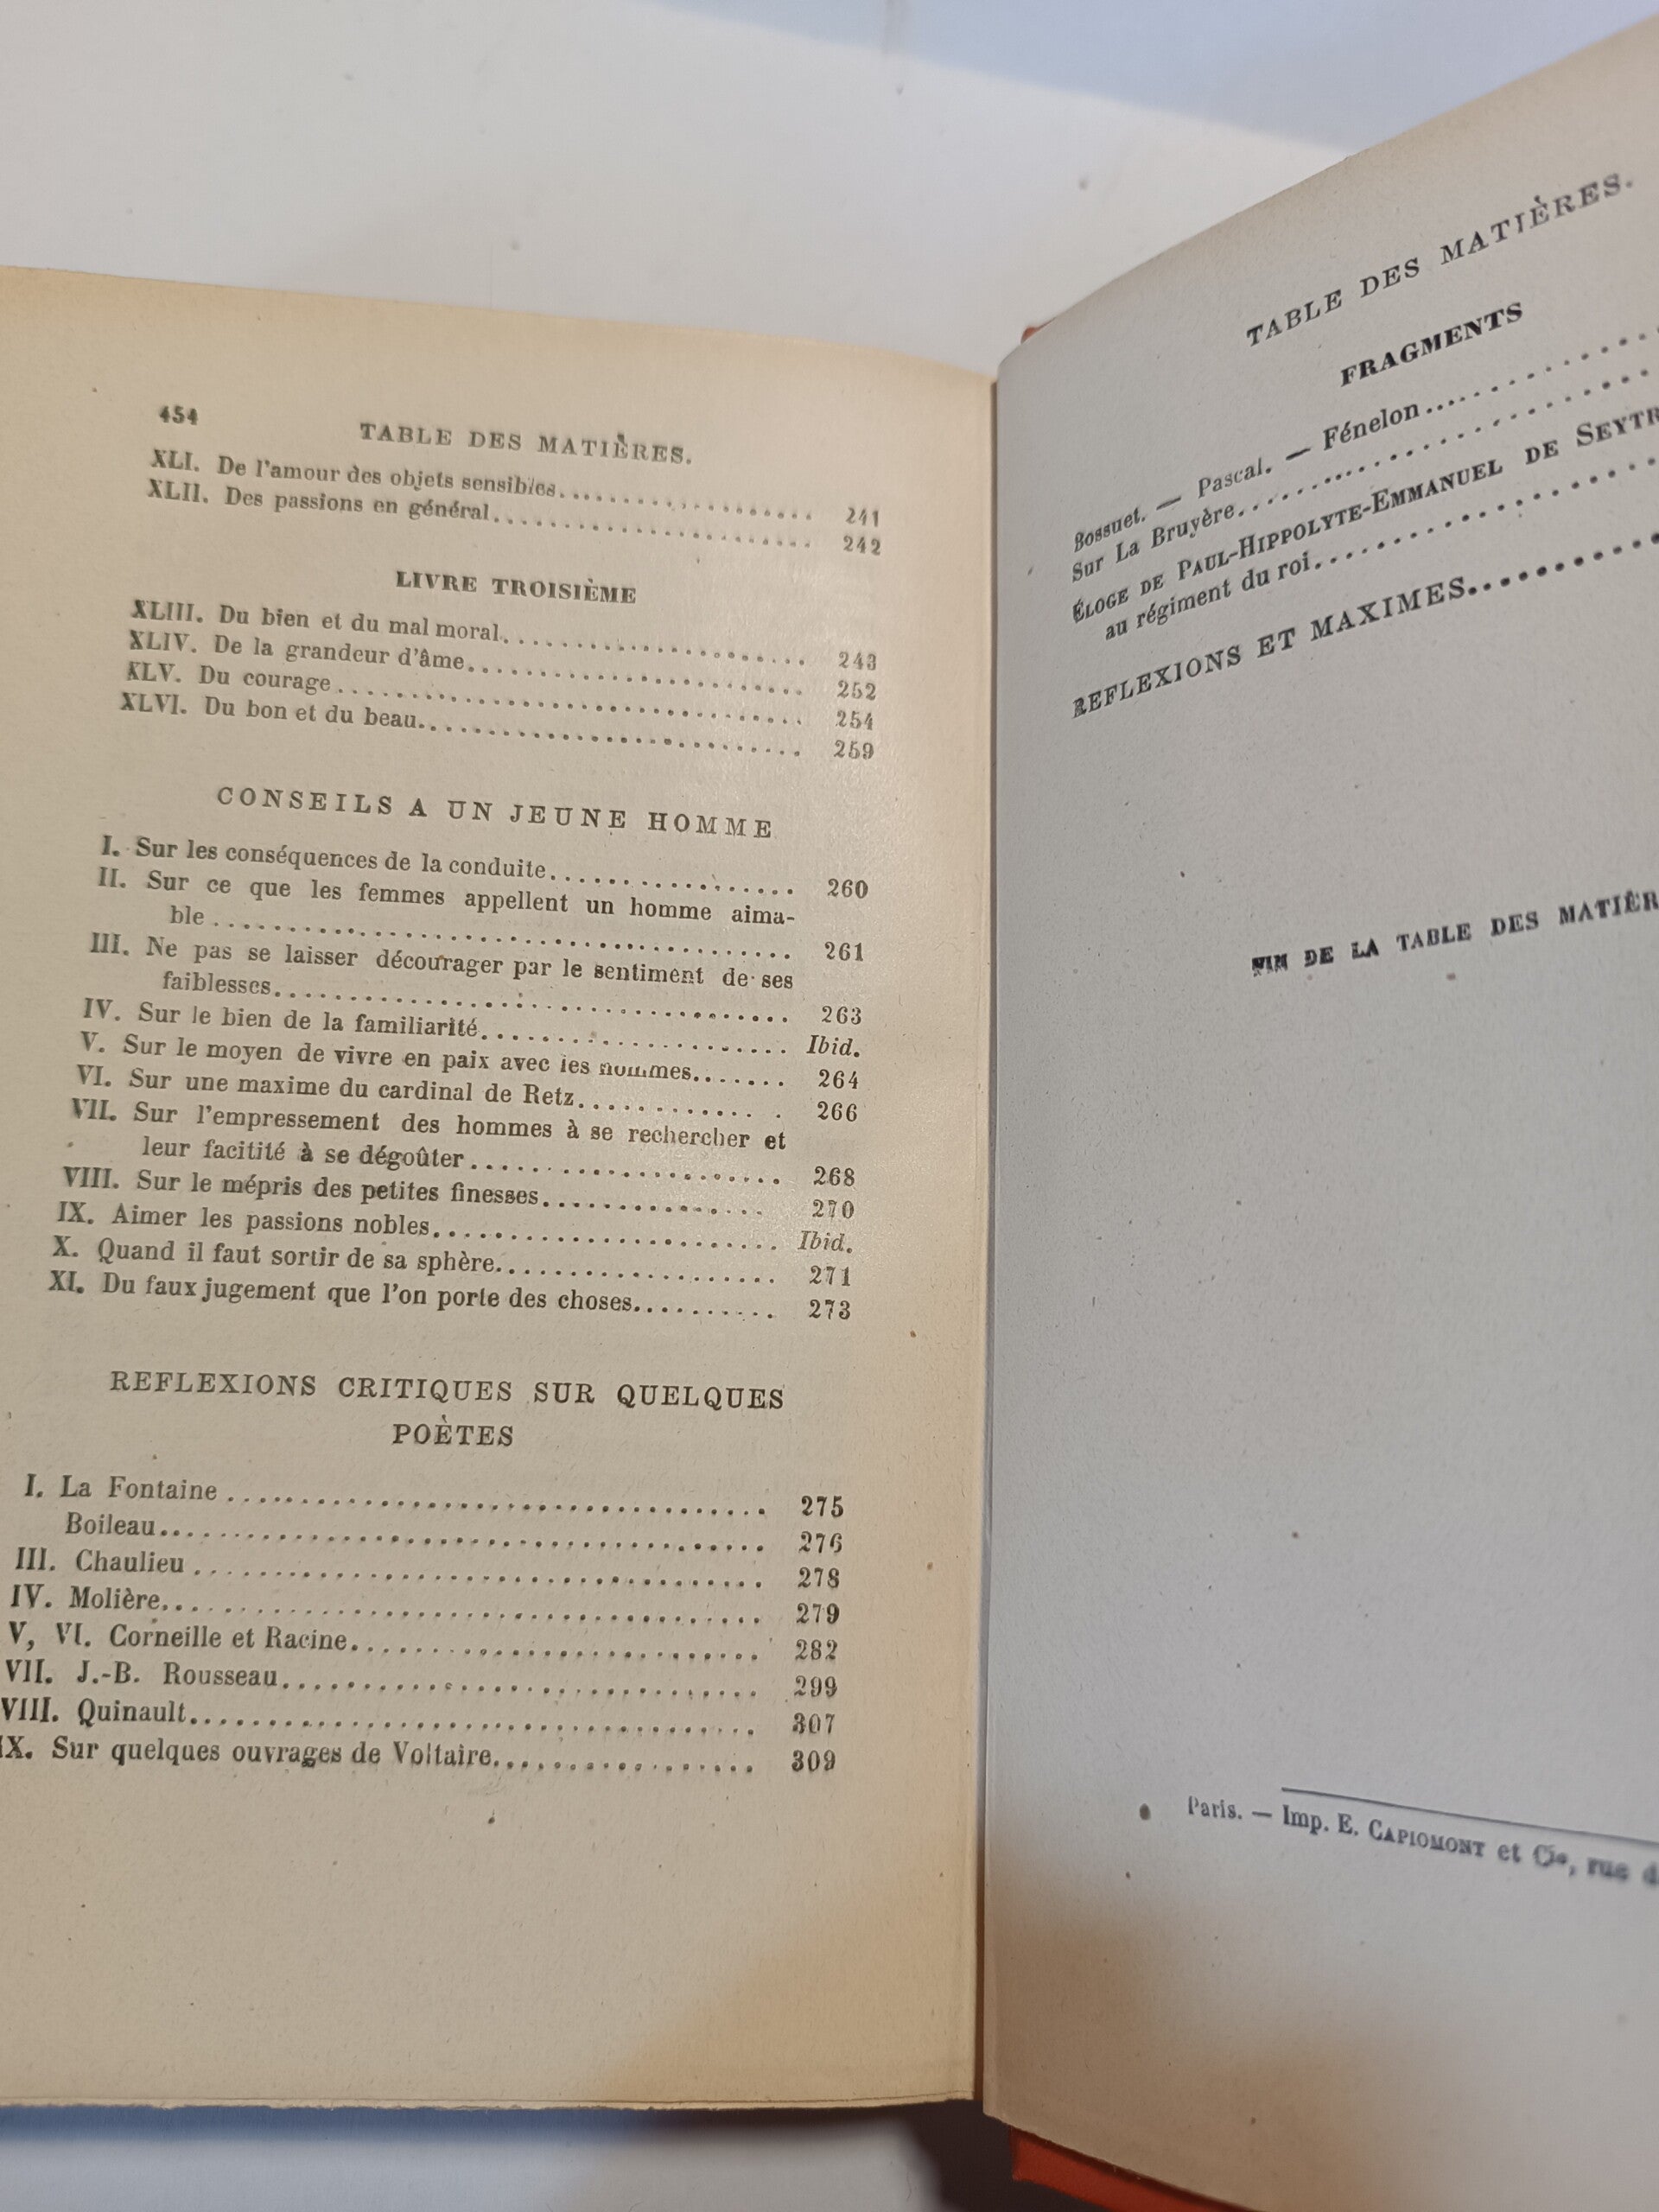 454
TABLE DES MATIÈRES.
XLI. De l'amour des objets sensibles.................... 241
XLII. Des passions en général........................ 242
LIVRE TROISIÈME
XLIII. Du bien et du mal moral........................ 243
XLIV. De la grandeur d'âme........................ 252
XLV. Du courage................................ 254
XLVI. Du bon et du beau........................ 259
CONSEILS A UN JEUNE HOMME
I. Sur les conséquences de la conduite................. 260
II. Sur ce que les femmes appellent un homme aima-
ble ........................................ 261
III. Ne pas se laisser décourager par le sentiment de ses
faiblesses.................................... 263
IV. Sur le bien de la familiarité...................... Ibid.
V. Sur le moyen de vivre en paix avec les hommes....... 264
VI. Sur une maxime du cardinal de Retz............. 266
VII. Sur l'empressement des hommes à se rechercher et
leur facitité à se dégoûter...................... 268
VIII. Sur le mépris des petites finesses............... 270
IX. Aimer les passions nobles........................ Ibid.
X. Quand il faut sortir de sa sphère.................... 271
XI. Du faux jugement que l'on porte des choses.......... 273
REFLEXIONS CRITIQUES SUR QUELQUES
POÈTES
I. La Fontaine .................................... 275
Boileau........................................ 276
III. Chaulieu .................................... 278
IV. Molière...................................... 279
V, VI. Corneille et Racine........................ 282
VII. J.-B. Rousseau.............................. 299
VIII. Quinault.................................... 307
IX. Sur quelques ouvrages de Voltaire................. 309
TABLE DES MATIÈRES.
FRAGMENTS
Bossuet. — Pascal. — Fénelon................
Sur La Bruyère............................
ÉLOGE DE PAUL-HIPPOLYTE-EMMANUEL DE SEYTR
au régiment du roi........................
REFLEXIONS ET MAXIMES..............
FIN DE LA TABLE DES MATIÈR
Paris. — Imp. E. CAPIOMONT et Cie, rue d